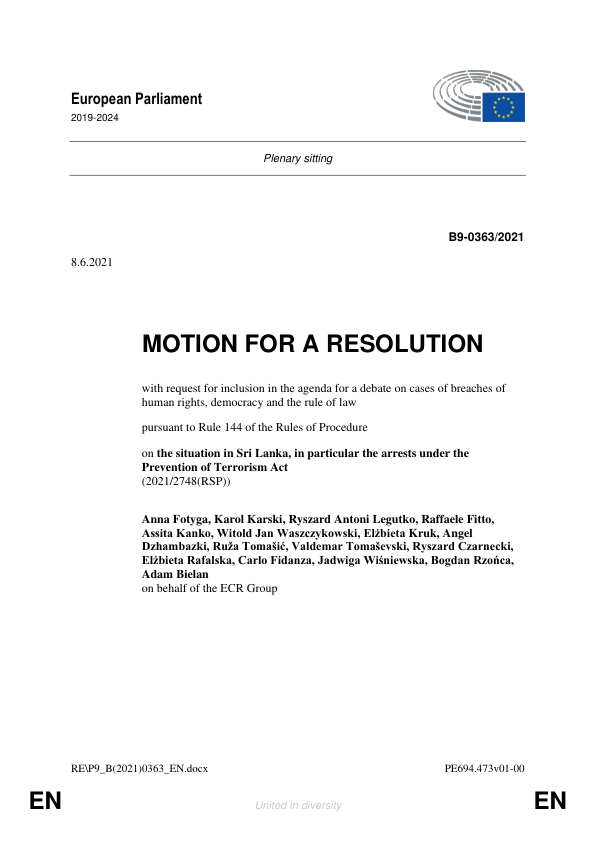 European Parliament
2019-2024
Plenary sitting
B9-0363/2021
8.6.2021
MOTION FOR A RESOLUTION
with request for inclusion in the agenda for a debate on cases of breaches of
human rights, democracy and the rule of law
pursuant to Rule 144 of the Rules of Procedure
on the situation in Sri Lanka, in particular the arrests under the
Prevention of Terrorism Act
(2021/2748(RSP))
Anna Fotyga, Karol Karski, Ryszard Antoni Legutko, Raffaele Fitto,
Assita Kanko, Witold Jan Waszczykowski, Elżbieta Kruk, Angel
Dzhambazki, Ruža Tomašić, Valdemar Tomaševski, Ryszard Czarnecki,
Elżbieta Rafalska, Carlo Fidanza, Jadwiga Wiśniewska, Bogdan Rzońca,
Adam Bielan
on behalf of the ECR Group
RE\P9_B(2021)0363_EN.docx
PE694.473v01-00
EN
United in diversity
EN